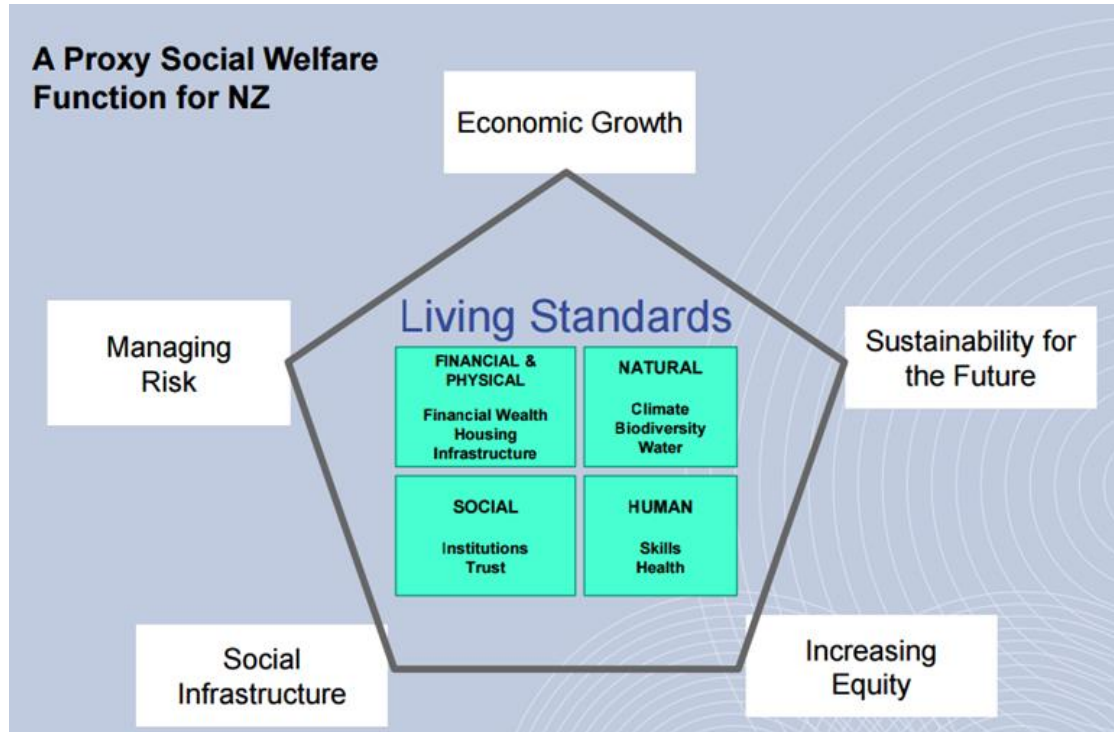 A Proxy Social Welfare
Function for NZ
Economic Growth
Managing
Risk
Sustainability for
the Future
Living Standards
FINANCIAL &
PHYSICAL
Financial Wealth
Housing
Infrastructure
NATURAL
Climate
Biodiversity
Water
SOCIAL
Institutions
Trust
HUMAN
Skills
Health
Social
Infrastructure
Increasing
Equity